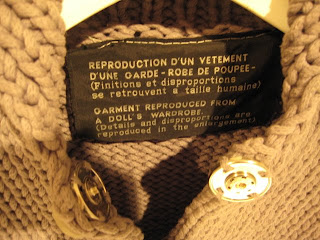 REPRODUCTION D'UN VETEMENT
D'UNE GARDE-ROBE DE POUPEE-
(Finitions et disproportions
se retrouvent a taille humaine)
GARMENT REPRODUCED FROM
A DOLL'S WARDROBE.
(Details and disproportions are
reproduced in the enlargement)